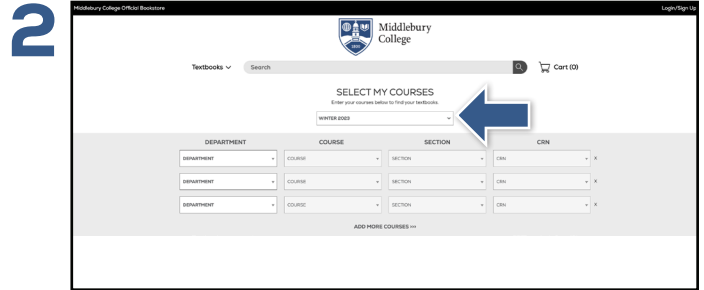 2
Middlebury College Official Bookstore
Login/Sign Up
Middlebury
College
1800
Textbooks
Search
Cart (0)
SELECT MY COURSES
Enter your courses below to find your textbooks.
WINTER 2023
DEPARTMENT COURSE SECTION CRN
DEPARTMENT COURSE SECTION CRN X
DEPARTMENT COURSE SECTION CRN X
DEPARTMENT COURSE SECTION CRN X
ADD MORE COURSES >>>